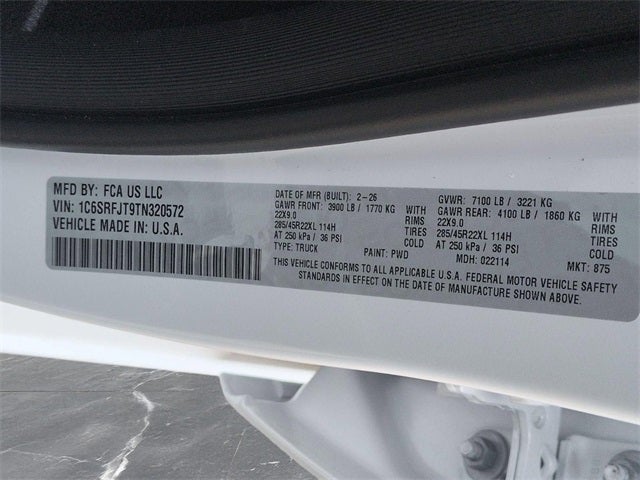 MFD BY: FCA US LLC
VIN: 1C6SRFJT9TN320572
VEHICLE MADE IN: U.S.A.
DATE OF MFR (BUILT): 2-26
GAWR FRONT: 3900 LB / 1770 KG WITH
22X9.0 RIMS
285/45R22XL 114H TIRES
AT 250 kPa / 36 PSI COLD
TYPE: TRUCK PAINT: PWD
GVWR: 7100 LB / 3221 KG
GAWR REAR: 4100 LB / 1860 KG WITH
22X9.0 RIMS
285/45R22XL 114H TIRES
AT 250 kPa / 36 PSI COLD
MDH: 022114 MKT: 875
THIS VEHICLE CONFORMS TO ALL APPLICABLE U.S.A. FEDERAL MOTOR VEHICLE SAFETY
STANDARDS IN EFFECT ON THE DATE OF MANUFACTURE SHOWN ABOVE.